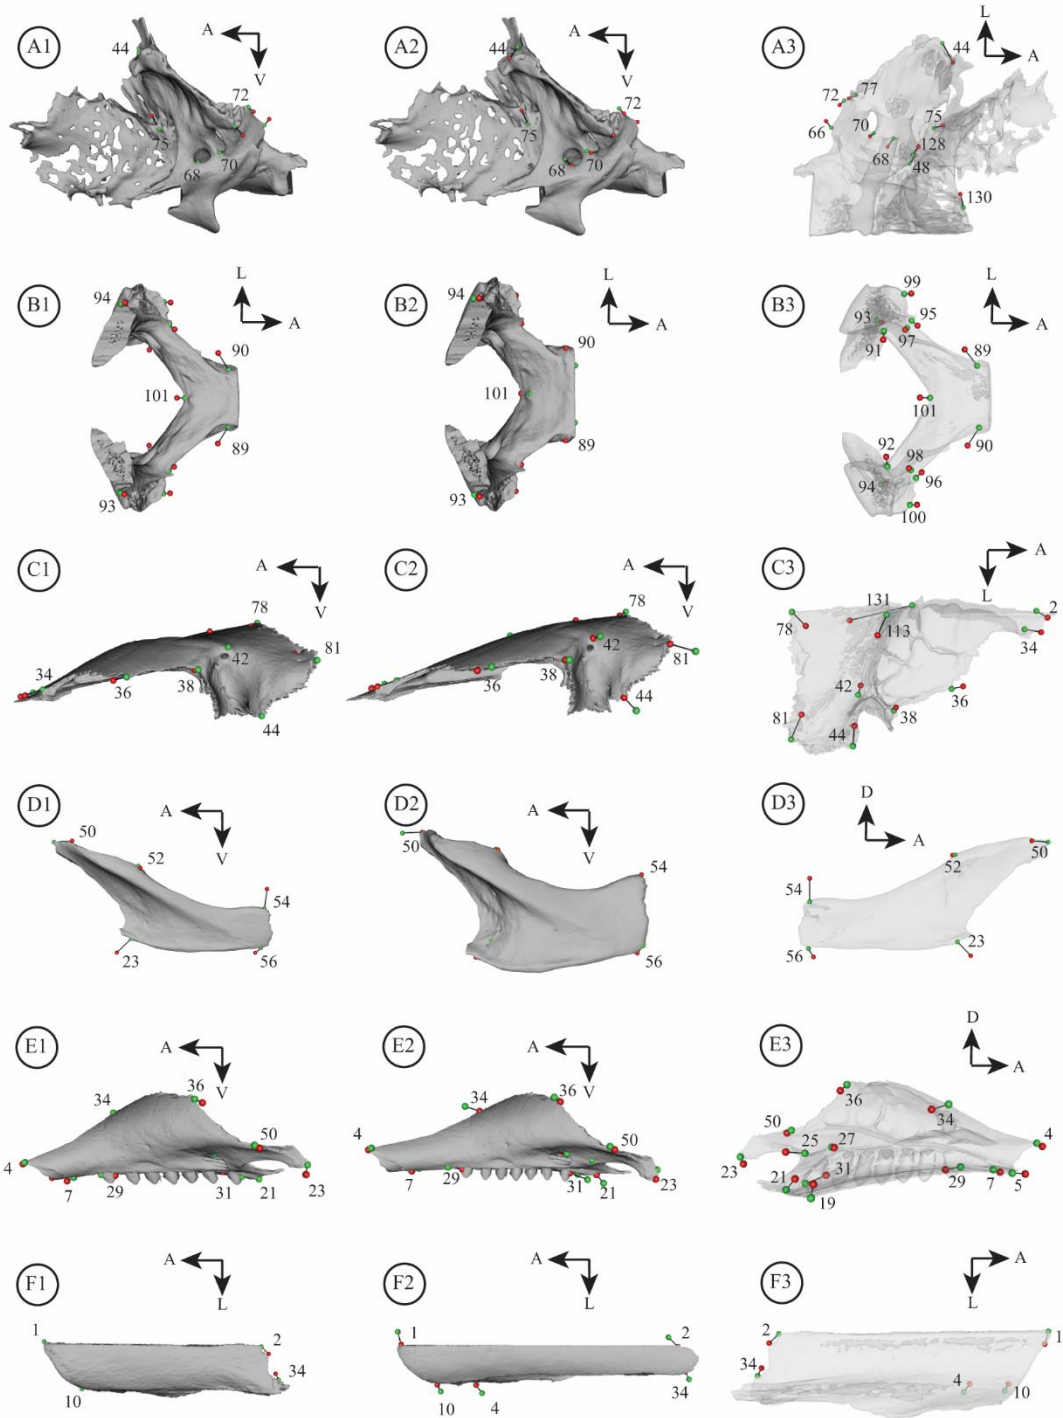 A1 A V 44 72 75 70 68
A2 A V 44 72 75 70 68
A3 L A 44 72 77 66 70 75 128 68 48 130
B1 L A 94 90 101 89 93
B2 L A 94 90 101 89 93
B3 L A 99 93 95 97 91 89 101 92 98 90 94 96 100
C1 A V 78 34 42 81 36 38 44
C2 A V 78 36 38 42 81 44
C3 A L 131 2 78 113 34 42 36 81 38 44
D1 A V 50 52 54 23 56
D2 A V 50 54 56
D3 D A 50 52 54 23 56
E1 A V 36 34 50 4 7 29 31 21 23
E2 A V 36 34 50 4 7 29 31 21 23
E3 D A 36 34 50 4 25 27 23 31 21 29 7 5 19
F1 A L 1 2 34 10
F2 A L 1 2 10 4 34
F3 A L 2 1 34 4 10